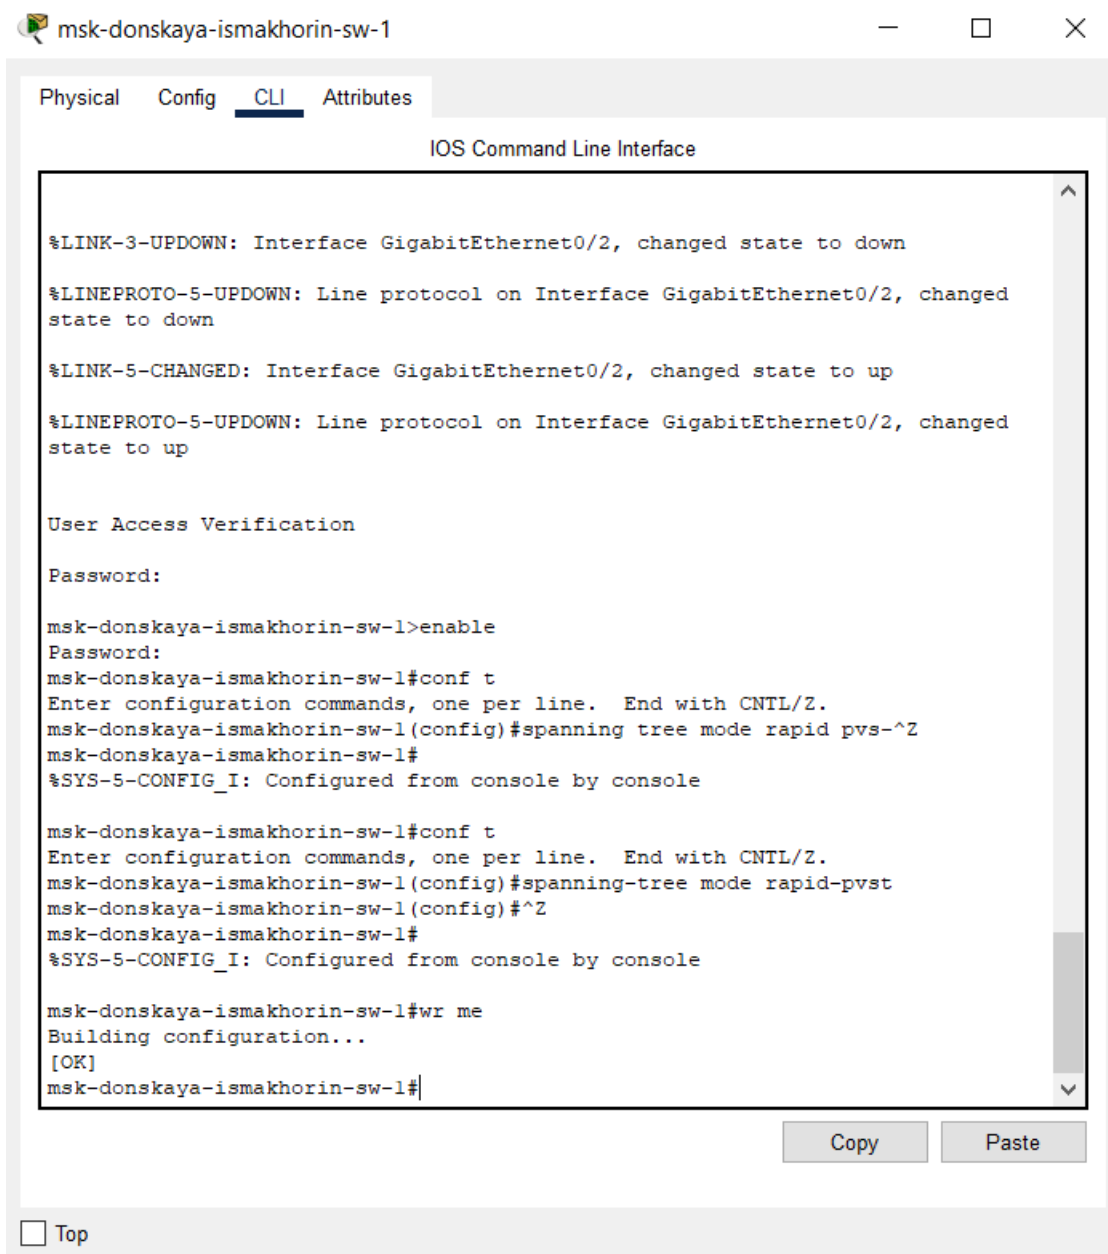 msk-donskaya-ismakhorin-sw-1
Physical Config CLI Attributes
IOS Command Line Interface
%LINK-3-UPDOWN: Interface GigabitEthernet0/2, changed state to down
%LINEPROTO-5-UPDOWN: Line protocol on Interface GigabitEthernet0/2, changed
state to down
%LINK-5-CHANGED: Interface GigabitEthernet0/2, changed state to up
%LINEPROTO-5-UPDOWN: Line protocol on Interface GigabitEthernet0/2, changed
state to up
User Access Verification
Password:
msk-donskaya-ismakhorin-sw-1>enable
Password:
msk-donskaya-ismakhorin-sw-1#conf t
Enter configuration commands, one per line.  End with CNTL/Z.
msk-donskaya-ismakhorin-sw-1(config)#spanning tree mode rapid pvs-^Z
msk-donskaya-ismakhorin-sw-1#
%SYS-5-CONFIG_I: Configured from console by console
msk-donskaya-ismakhorin-sw-1#conf t
Enter configuration commands, one per line.  End with CNTL/Z.
msk-donskaya-ismakhorin-sw-1(config)#spanning-tree mode rapid-pvst
msk-donskaya-ismakhorin-sw-1(config)#^Z
msk-donskaya-ismakhorin-sw-1#
%SYS-5-CONFIG_I: Configured from console by console
msk-donskaya-ismakhorin-sw-1#wr me
Building configuration...
[OK]
msk-donskaya-ismakhorin-sw-1#
Copy Paste
Top